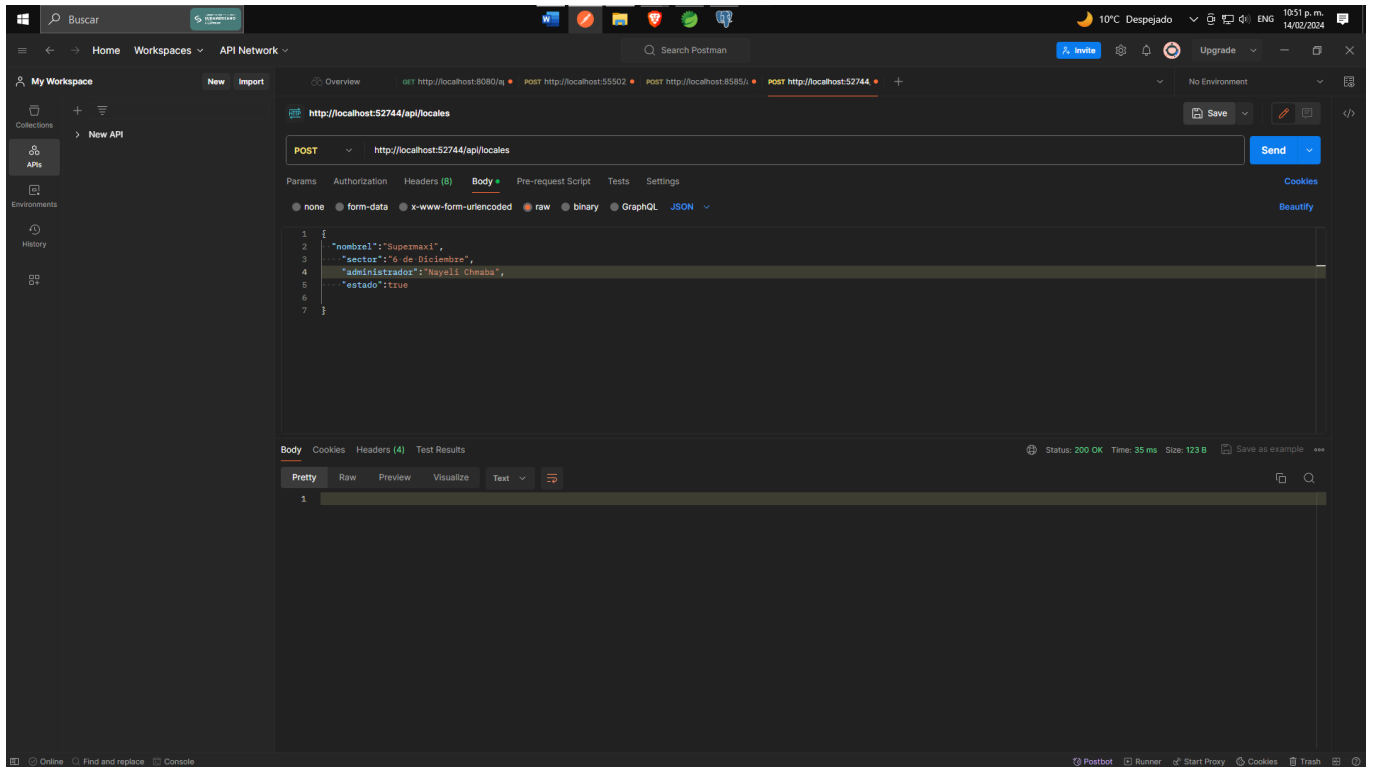 Buscar
10°C Despejado
ENG
10:51 p. m.
14/02/2024
Home Workspaces API Network
Search Postman
Invite
Upgrade
My Workspace
New Import
Overview
GET http://localhost:8080/a
POST http://localhost:55502
POST http://localhost:8585/
POST http://localhost:52744,
No Environment
Collections
New API
APIs
Environments
History
http://localhost:52744/api/locales
Save
POST http://localhost:52744/api/locales
Send
Params Authorization Headers (8) Body Pre-request Script Tests Settings
Cookies
none form-data x-www-form-urlencoded raw binary GraphQL JSON
Beautify
1 {
2 "nombrel":"Supermaxi",
3 "sector":"6 de Diciembre",
4 "administrador":"Nayeli Chmaba",
5 "estado":true
6
7 }
Body Cookies Headers (4) Test Results
Status: 200 OK Time: 35 ms Size: 123 B Save as example
Pretty Raw Preview Visualize Text
1
Online Find and replace Console
Postbot Runner Start Proxy Cookies Trash